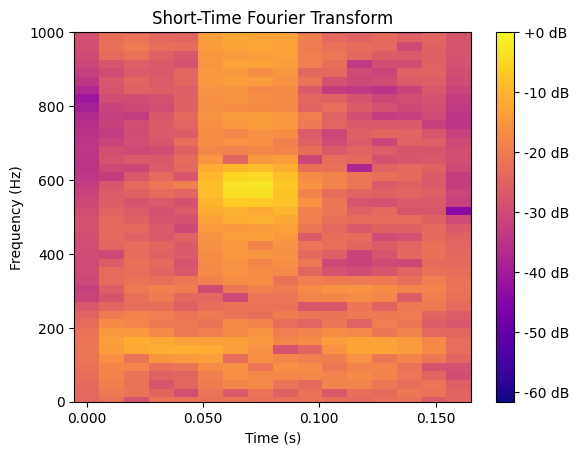 Short-Time Fourier Transform
1000
800
600
400
200
0
Frequency (Hz)
0.000
0.050
0.100
0.150
Time (s)
+0 dB
-10 dB
-20 dB
-30 dB
-40 dB
-50 dB
-60 dB